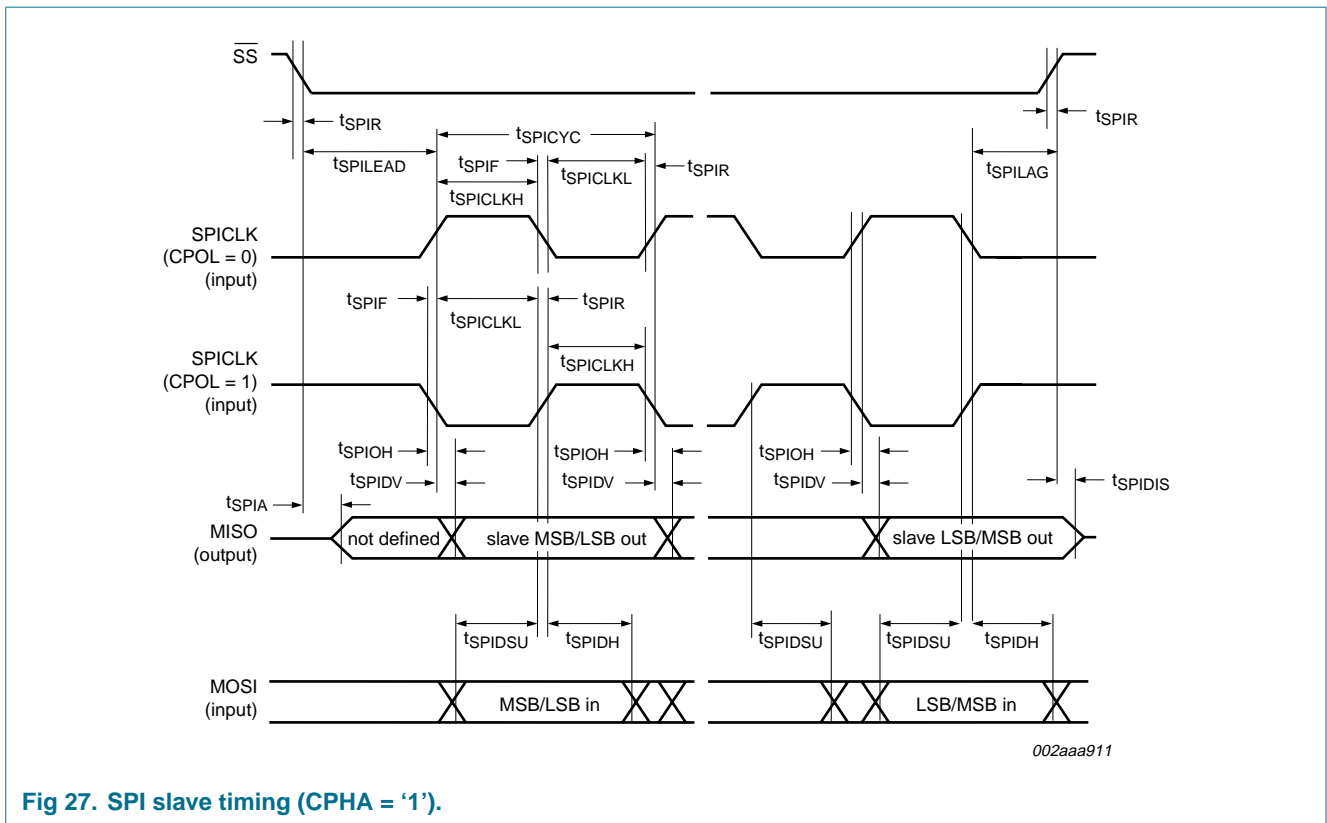 SS
tSPIR
tSPICYC
tSPIR
tSPILEAD
tSPIF
tSPICLKL
tSPIR
tSPILAG
tSPICLKH
SPICLK
(CPOL = 0)
(input)
tSPIF
tSPICLKL
tSPIR
SPICLK
(CPOL = 1)
(input)
tSPICLKH
tSPIOH
tSPIOH
tSPIOH
tSPIDV
tSPIDV
tSPIDV
tSPIA
tSPIDIS
MISO
(output)
not defined
slave MSB/LSB out
slave LSB/MSB out
tSPIDSU
tSPIDH
tSPIDSU
tSPIDSU
tSPIDH
MOSI
(input)
MSB/LSB in
LSB/MSB in
002aaa911
Fig 27. SPI slave timing (CPHA = ‘1’).